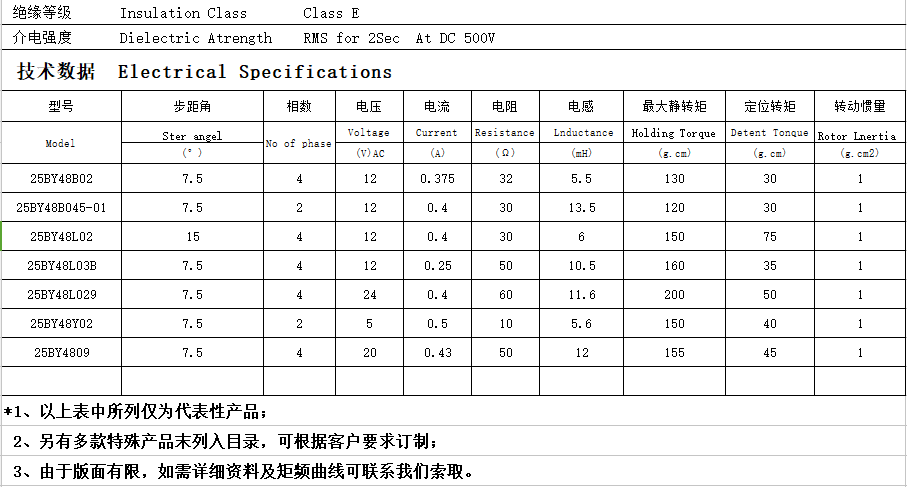 绝缘等级 Insulation Class Class E
介电强度 Dielectric Atrength RMS for 2Sec At DC 500V
技术数据 Electrical Specifications
型号 步距角 相数 电压 电流 电阻 电感 最大静转矩 定位转矩 转动惯量
Model Ster angel No of phase Voltage Current Resistance Lnductance Holding Torque Detent Tonque Rotor Lnertia
(°) (V)AC (A) (Ω) (mH) (g.cm) (g.cm) (g.cm2)
25BY48B02 7.5 4 12 0.375 32 5.5 130 30 1
25BY48B045-01 7.5 2 12 0.4 30 13.5 120 30 1
25BY48L02 15 4 12 0.4 30 6 150 75 1
25BY48L03B 7.5 4 12 0.25 50 10.5 160 35 1
25BY48L029 7.5 4 24 0.4 60 11.6 200 50 1
25BY48Y02 7.5 2 5 0.5 10 5.6 150 40 1
25BY4809 7.5 4 20 0.43 50 12 155 45 1
*1、以上表中所列仅为代表性产品；
2、另有多款特殊产品末列入目录，可根据客户要求订制；
3、由于版面有限，如需详细资料及矩频曲线可联系我们索取。